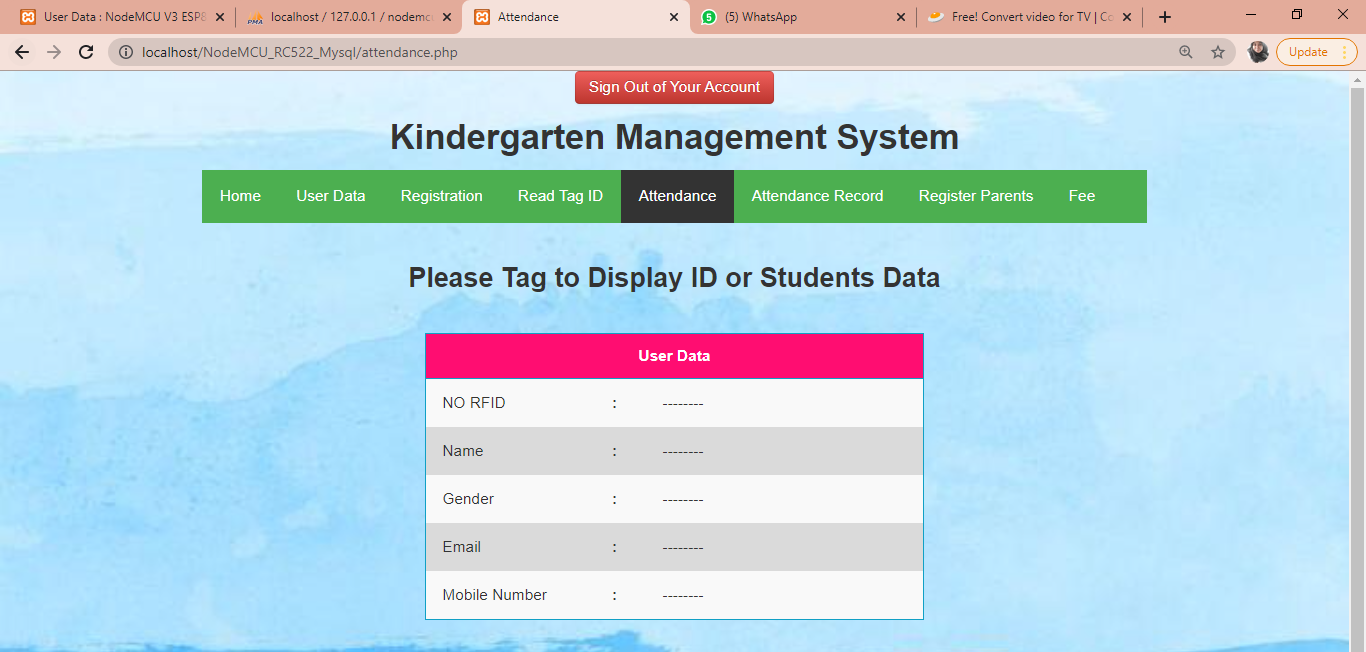 User Data : NodeMCU V3 ESP8
localhost / 127.0.0.1 / nodemc
Attendance
(5) WhatsApp
Free! Convert video for TV | Co
localhost/NodeMCU_RC522_Mysql/attendance.php
Update
Sign Out of Your Account
Kindergarten Management System
Home User Data Registration Read Tag ID Attendance Attendance Record Register Parents Fee
Please Tag to Display ID or Students Data
User Data
NO RFID : --------
Name : --------
Gender : --------
Email : --------
Mobile Number : --------